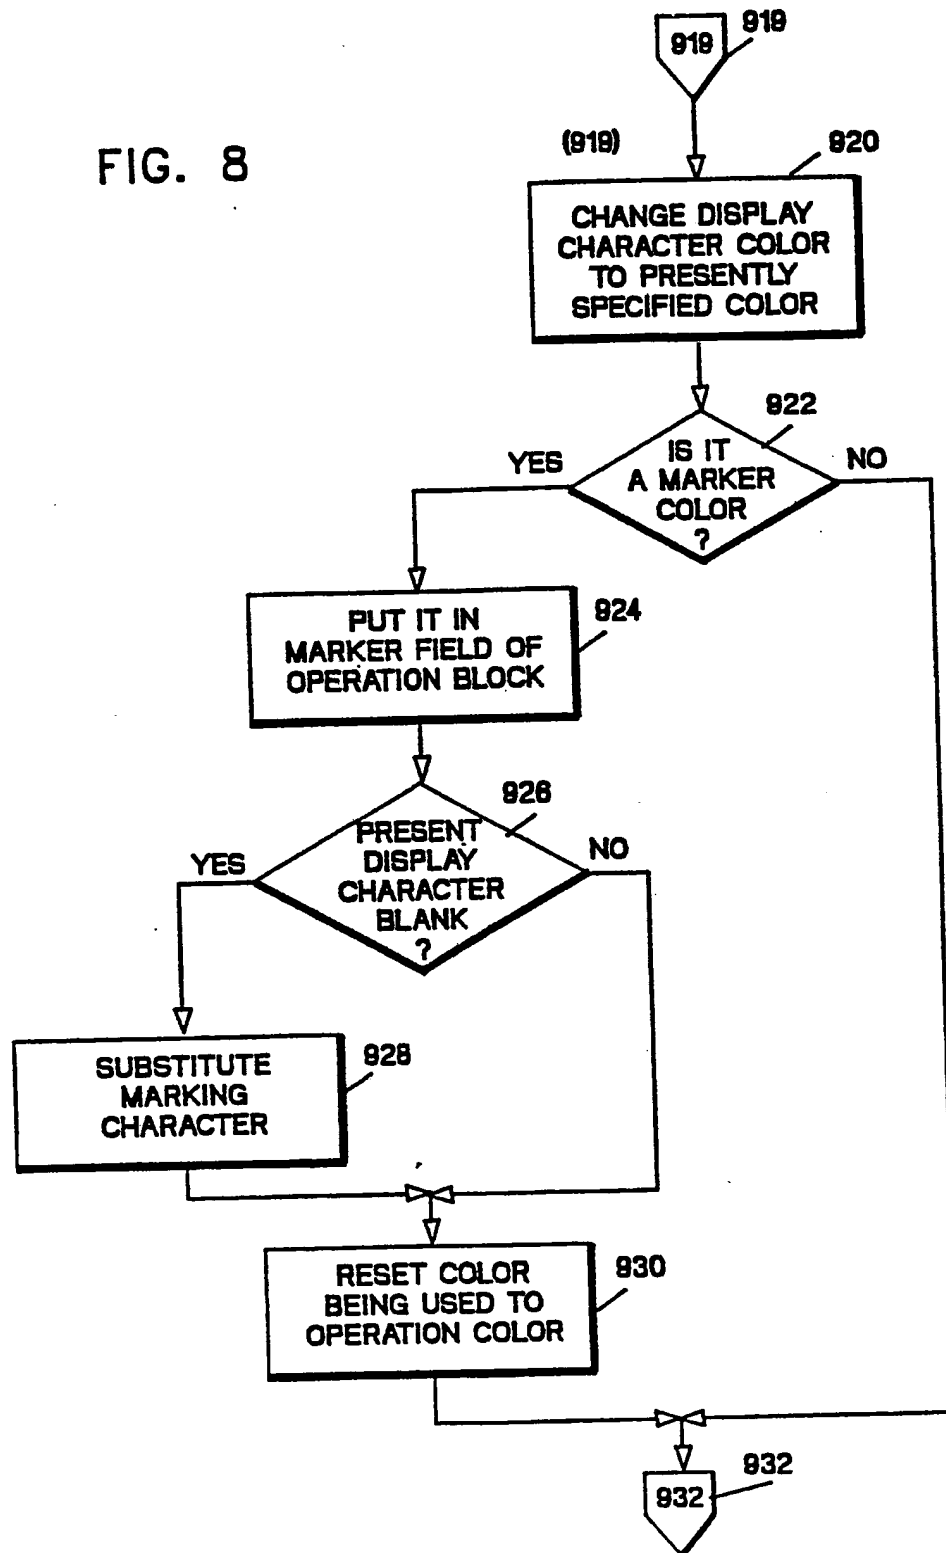 919
919
FIG. 8
(919)
920
CHANGE DISPLAY
CHARACTER COLOR
TO PRESENTLY
SPECIFIED COLOR
922
IS IT
A MARKER
COLOR
?
YES
NO
PUT IT IN
MARKER FIELD OF
OPERATION BLOCK
924
926
PRESENT
DISPLAY
CHARACTER
BLANK
?
YES
NO
SUBSTITUTE
MARKING
CHARACTER
928
RESET COLOR
BEING USED TO
OPERATION COLOR
930
932
932